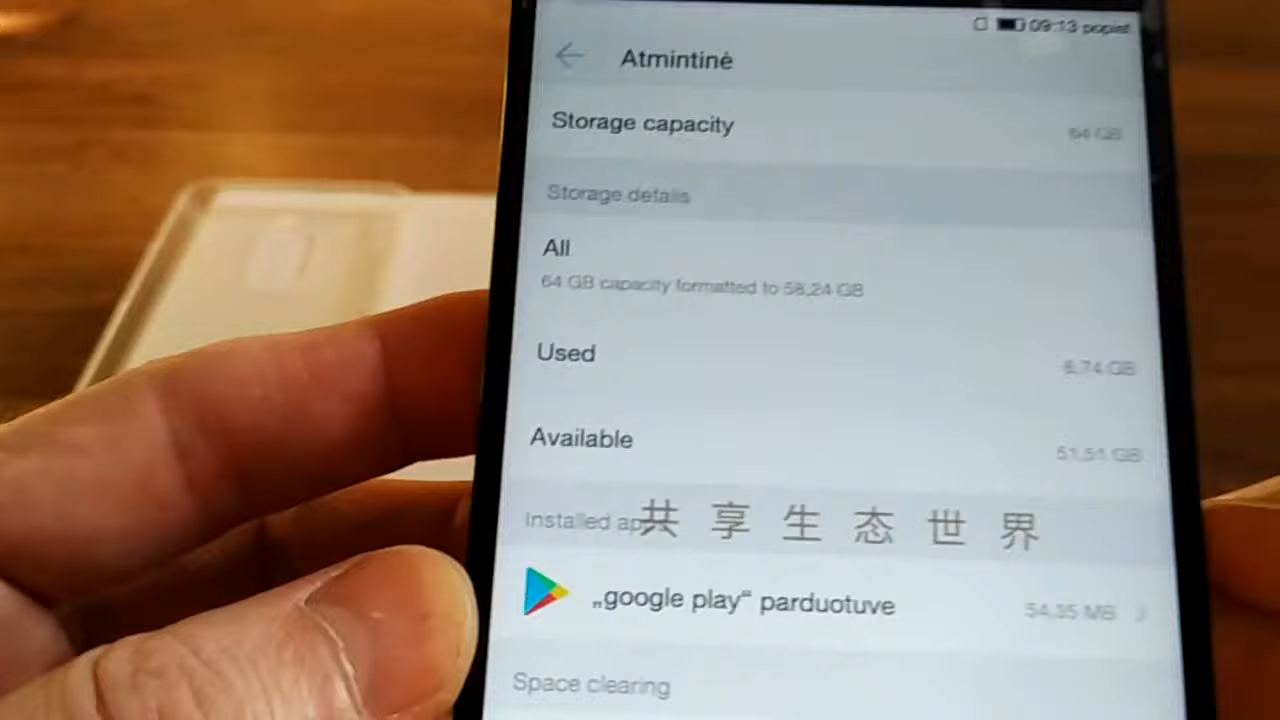 09:13 popiet
Atmintinė
Storage capacity
64 GB
Storage details
All
64 GB capacity formatted to 58,24 GB
Used
6,74 GB
Available
51,51 GB
Installed ap
共享生态世界
„google play“ parduotuvė
54,35 MB
Space clearing